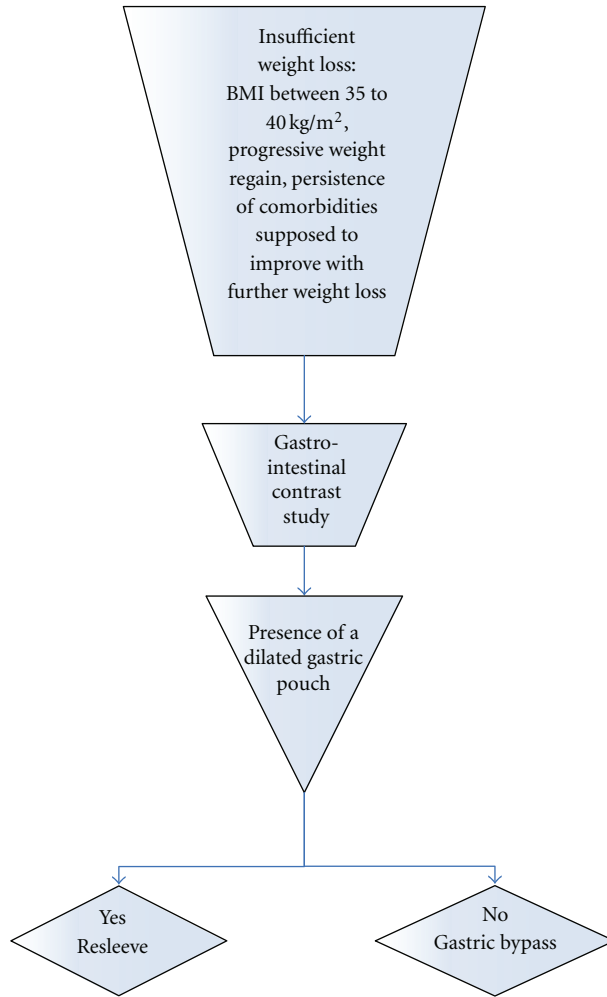 Insufficient
weight loss:
BMI between 35 to
40 kg/m²,
progressive weight
regain, persistence
of comorbidities
supposed to
improve with
further weight loss
Gastro-
intestinal
contrast
study
Presence of a
dilated gastric
pouch
Yes
Resleeve
No
Gastric bypass